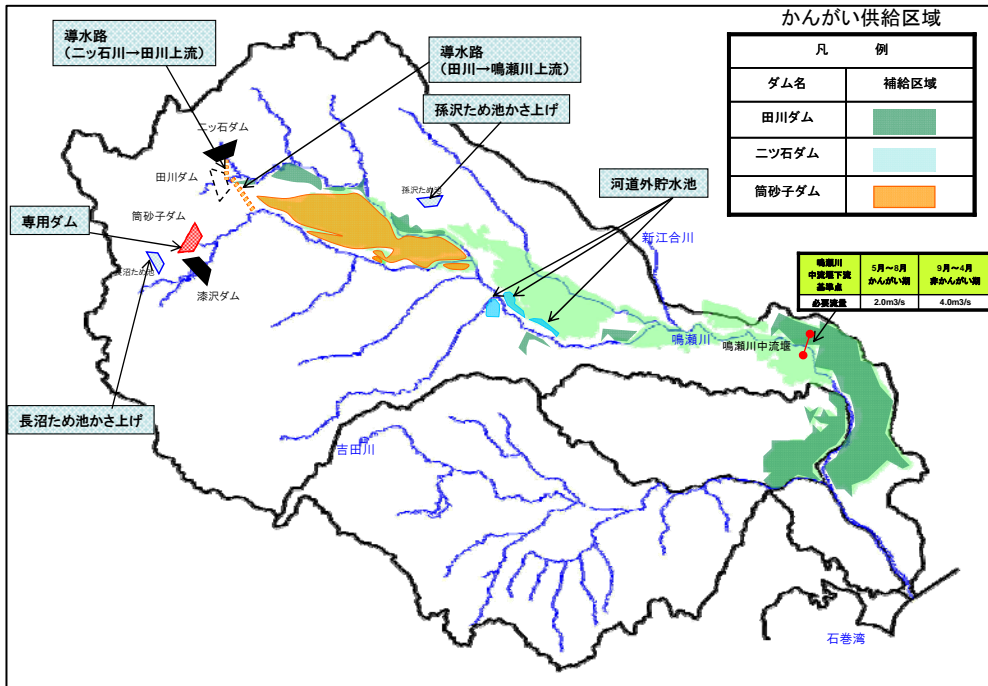 かんがい供給区域
凡 例
ダム名 補給区域
田川ダム
二ツ石ダム
筒砂子ダム
導水路
(二ッ石川→田川上流)
導水路
(田川→鳴瀬川上流)
孫沢ため池かさ上げ
二ツ石ダム
田川ダム
孫沢ため池
河道外貯水池
専用ダム
筒砂子ダム
長沼ため池
漆沢ダム
新江合川
鳴瀬川
中流堰下流
基準点
5月~8月
かんがい期
9月~4月
非かんがい期
必要流量 2.0m3/s 4.0m3/s
鳴瀬川
鳴瀬川中流堰
長沼ため池かさ上げ
吉田川
石巻湾